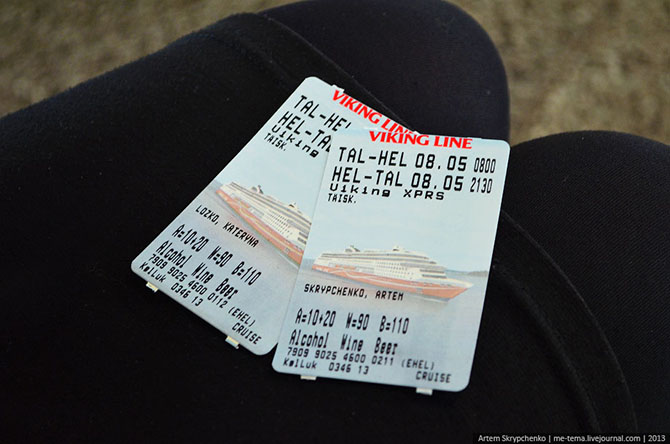 VIKING LINE
TAL-HEL
HEL-TAL
Viking
TAISK.
LOZKO, KATERYNA
A=10+20 W=90 B=110
Alcohol Wine Beer
7909 9025 4600 0112 (EHEL)
KølLuk 0346 13
CRUISE
VIKING LINE
TAL-HEL 08.05 0800
HEL-TAL 08.05 2130
Viking XPRS
TAISK.
SKRYPCHENKO, ARTEM
A=10+20 W=90 B=110
Alcohol Wine Beer
7909 9025 4600 0211 (EHEL)
KølLuk 0346 13
CRUISE
Artem Skrypchenko | me-tema.livejournal.com | 2013